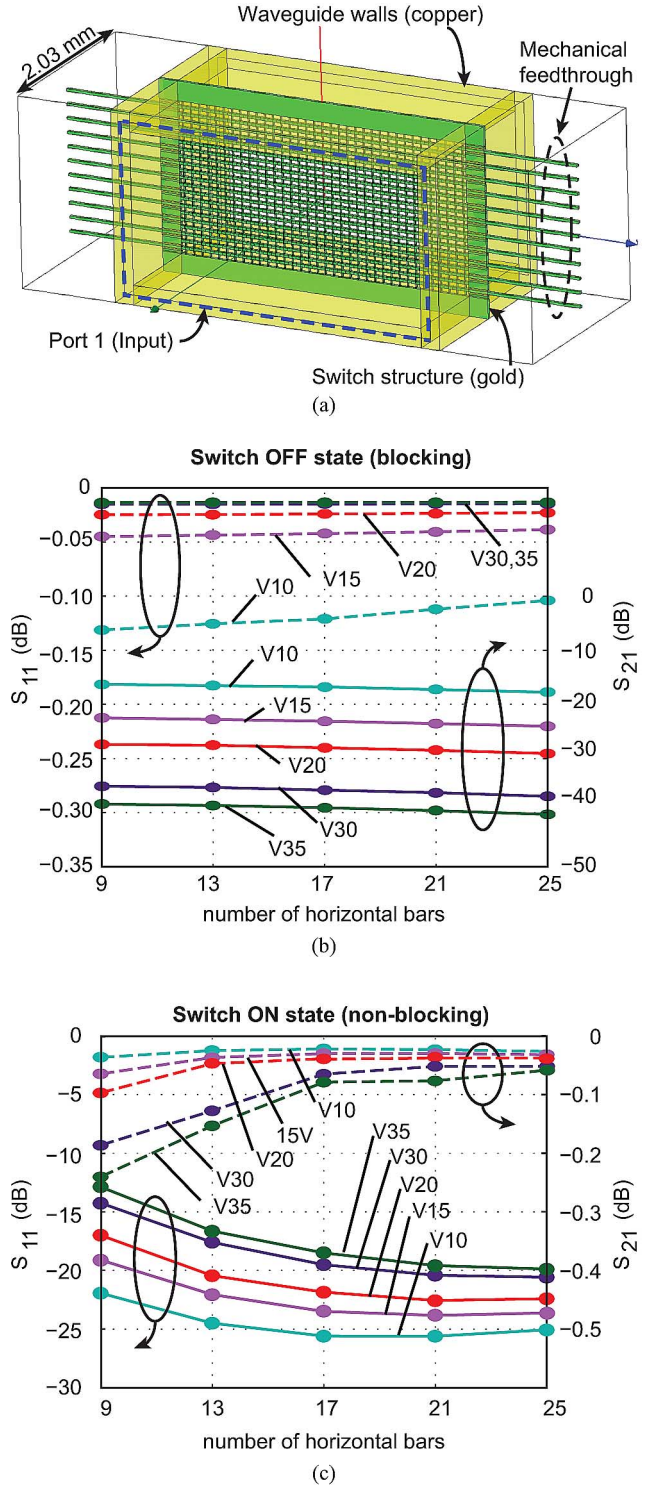 Waveguide walls (copper)
2.03 mm
Mechanical
feedthrough
Port 1 (Input)
Switch structure (gold)
(a)
Switch OFF state (blocking)
0
−0.05
−0.10
−0.15
−0.20
−0.25
−0.30
−0.35
S11 (dB)
V10
V15
V20
V30,35
V10
V15
V20
V30
V35
0
−10
−20
−30
−40
−50
S21 (dB)
9 13 17 21 25
number of horizontal bars
(b)
Switch ON state (non-blocking)
0
−5
−10
−15
−20
−25
−30
S11 (dB)
V10
15V
V20
V30
V35
V35
V30
V20
V15
V10
0
−0.1
−0.2
−0.3
−0.4
−0.5
S21 (dB)
9 13 17 21 25
number of horizontal bars
(c)